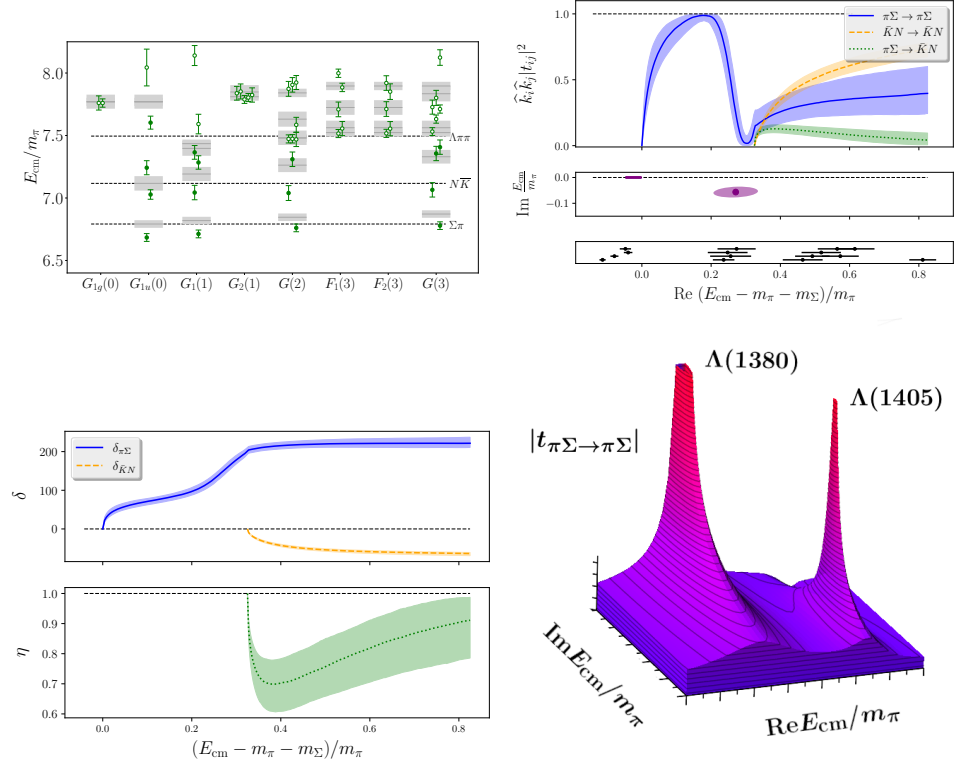 8.0
7.5
7.0
6.5
E_cm/m_π
Λππ
NK̅
Σπ
G_1g(0) G_1u(0) G_1(1) G_2(1) G(2) F_1(3) F_2(3) G(3)
πΣ → πΣ
K̄N → K̄N
πΣ → K̄N
1.0
0.5
0.0
k̂_i k̂_j|t_ij|²
0.0
−0.1
Im E_cm/m_π
0.0 0.2 0.4 0.6 0.8
Re (E_cm − m_π − m_Σ)/m_π
δ_πΣ
δ_K̄N
200
100
0
δ
1.0
0.9
0.8
0.7
0.6
η
0.0 0.2 0.4 0.6 0.8
(E_cm − m_π − m_Σ)/m_π
Λ(1380)
Λ(1405)
|t_πΣ→πΣ|
ImE_cm/m_π
ReE_cm/m_π